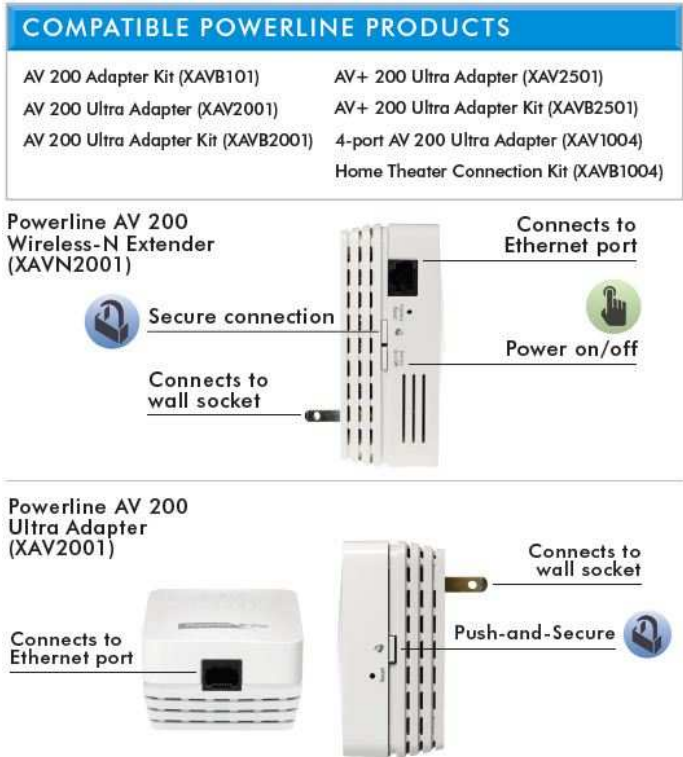 COMPATIBLE POWERLINE PRODUCTS
AV 200 Adapter Kit (XAVB101)
AV 200 Ultra Adapter (XAV2001)
AV 200 Ultra Adapter Kit (XAVB2001)
AV+ 200 Ultra Adapter (XAV2501)
AV+ 200 Ultra Adapter Kit (XAVB2501)
4-port AV 200 Ultra Adapter (XAV1004)
Home Theater Connection Kit (XAVB1004)
Powerline AV 200
Wireless-N Extender
(XAVN2001)
Connects to
Ethernet port
Secure connection
Power on/off
Connects to
wall socket
Powerline AV 200
Ultra Adapter
(XAV2001)
Connects to
Ethernet port
Connects to
wall socket
Push-and-Secure